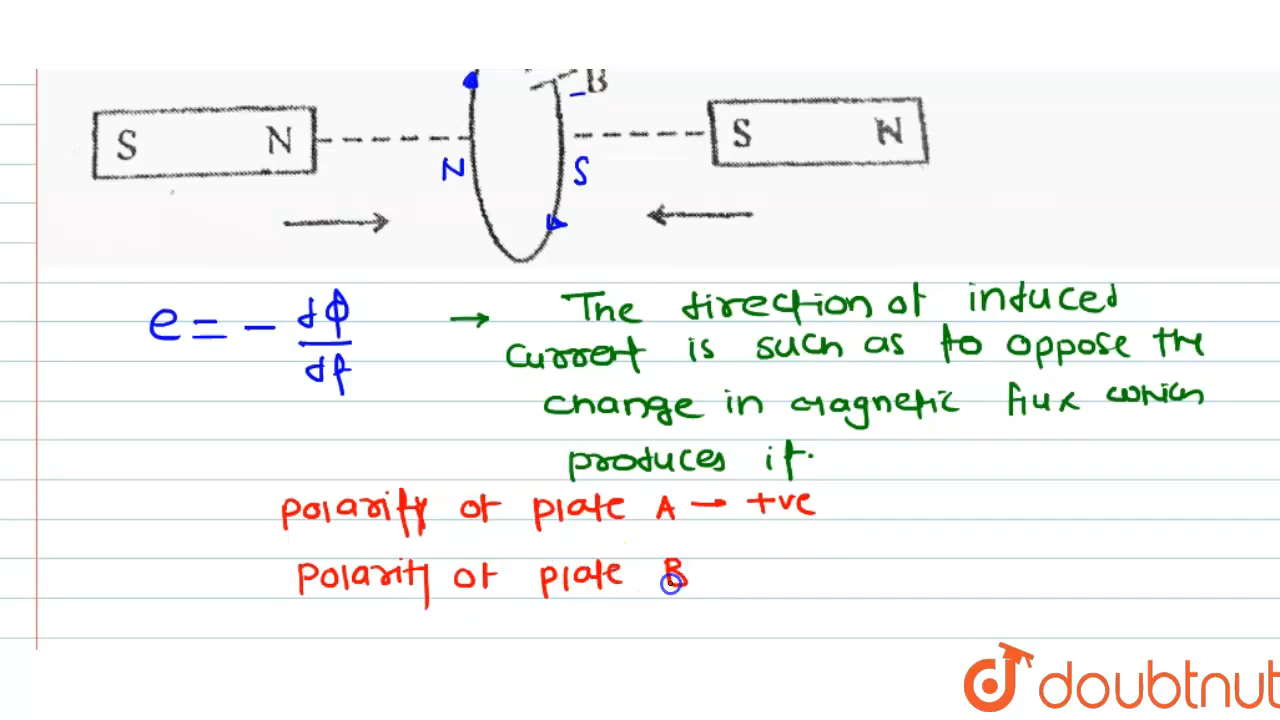 - B
S N S N
N S
e = - dϕ/dt → The direction of induced
current is such as to oppose the
change in magnetic flux which
produces it.
Polarity of plate A → +ve
Polarity of plate B
doubtnut